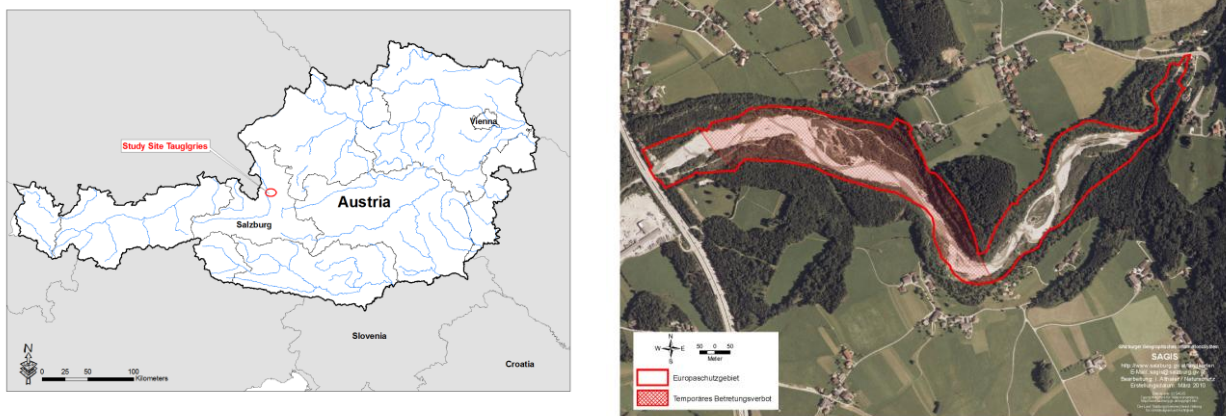 Study Site Tauglgries
Vienna
Austria
Salzburg
Slovenia
Croatia
N
0 25 50 100
Kilometers
N
W E
S
50 0 50
Meter
Europaschutzgebiet
Temporäres Betretungsverbot
SAGIS